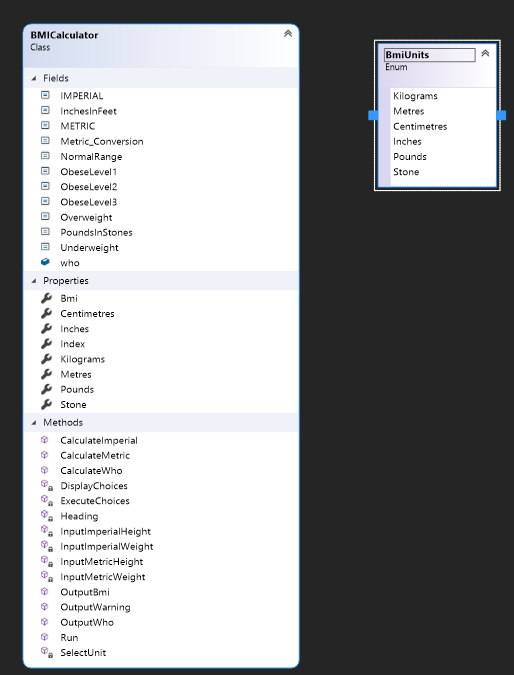 BMICalculator
Class
Fields
IMPERIAL
InchesInFeet
METRIC
Metric_Conversion
NormalRange
ObeseLevel1
ObeseLevel2
ObeseLevel3
Overweight
PoundsInStones
Underweight
who
Properties
Bmi
Centimetres
Inches
Index
Kilograms
Metres
Pounds
Stone
Methods
CalculateImperial
CalculateMetric
CalculateWho
DisplayChoices
ExecuteChoices
Heading
InputImperialHeight
InputImperialWeight
InputMetricHeight
InputMetricWeight
OutputBmi
OutputWarning
OutputWho
Run
SelectUnit
BmiUnits
Enum
Kilograms
Metres
Centimetres
Inches
Pounds
Stone